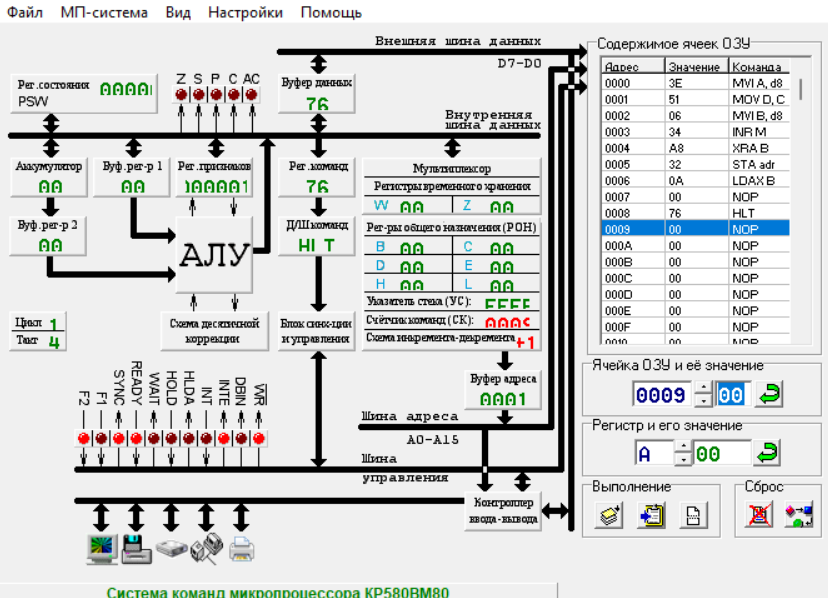 Файл МП-система Вид Настройки Помощь
Внешняя шина данных
D7-D0
Рег.состояния
PSW
Z S P C AC
Буфер данных
76
Внутренняя
шина данных
Аккумулятор
00
Буф.рег-р 1
00
Рег.признаков
Рег.команд
76
Мультиплексор
Регистры временного хранения
W 00 Z 00
Буф.рег-р 2
00
АЛУ
Д/Шкоманд
HLT
Рег-ры общего назначения (РОН)
B 00 C 00
D 00 E 00
H 00 L 00
Указатель стека (УС): FFFF
Счётчик команд (СК):
Схема инкремента-декремента +1
Цикл 1
Такт 4
Схема десятичной
коррекции
Блок синх-ции
и управления
Буфер адреса
0001
F2 F1 SYNC READY WAIT HOLD HLDA INT INTE DBIN WR
Шина адреса
A0-A15
Шина
управления
Контроллер
ввода-вывода
Содержимое ячеек ОЗУ
Адрес Значение Команда
0000 3E MVI A, d8
0001 51 MOV D, C
0002 06 MVI B, d8
0003 34 INR M
0004 A8 XRA B
0005 32 STA adr
0006 0A LDAX B
0007 00 NOP
0008 76 HLT
0009 00 NOP
000A 00 NOP
000B 00 NOP
000C 00 NOP
000D 00 NOP
000E 00 NOP
000F 00 NOP
0010 00 NOP
Ячейка ОЗУ и её значение
0009 00
Регистр и его значение
A 00
Выполнение
Сброс
Система команд микропроцессора КР580ВМ80